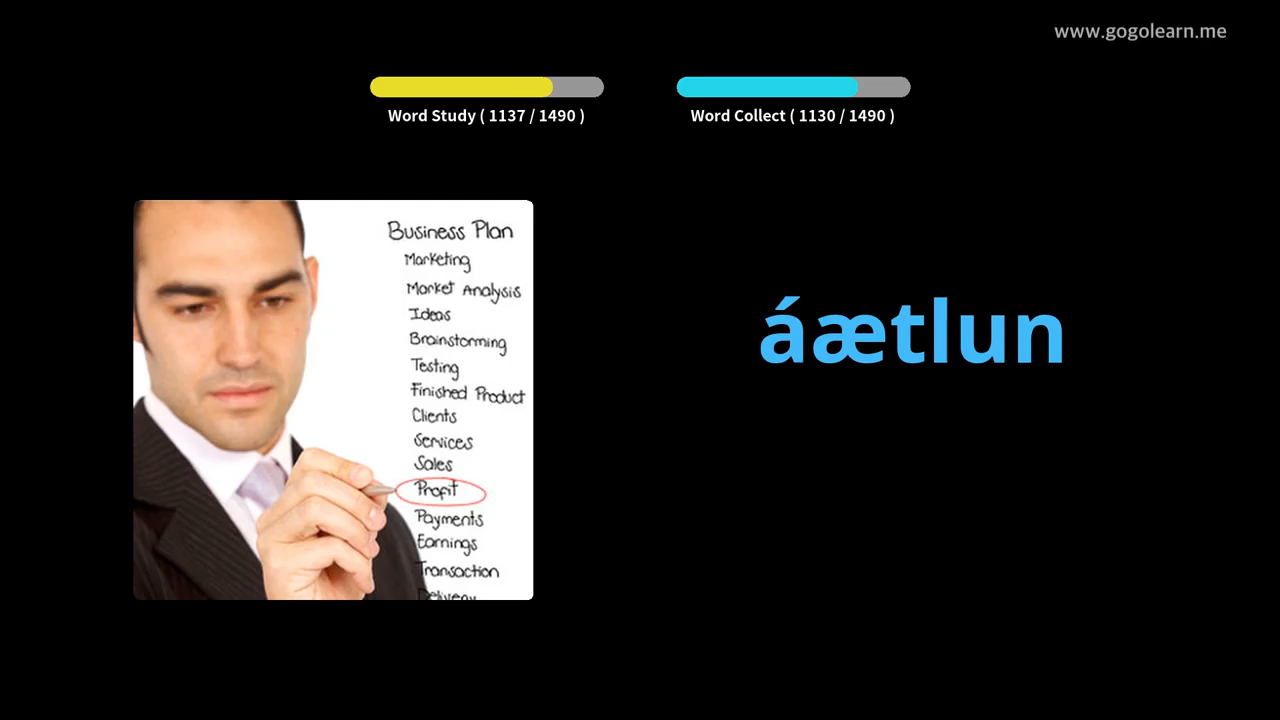 www.gogolearn.me
Word Study ( 1137 / 1490 )
Word Collect ( 1130 / 1490 )
Business Plan
Marketing
Market Analysis
Ideas
Brainstorming
Testing
Finished Product
Clients
Services
Sales
Profit
Payments
Earnings
Transaction
Delivery
áætlun